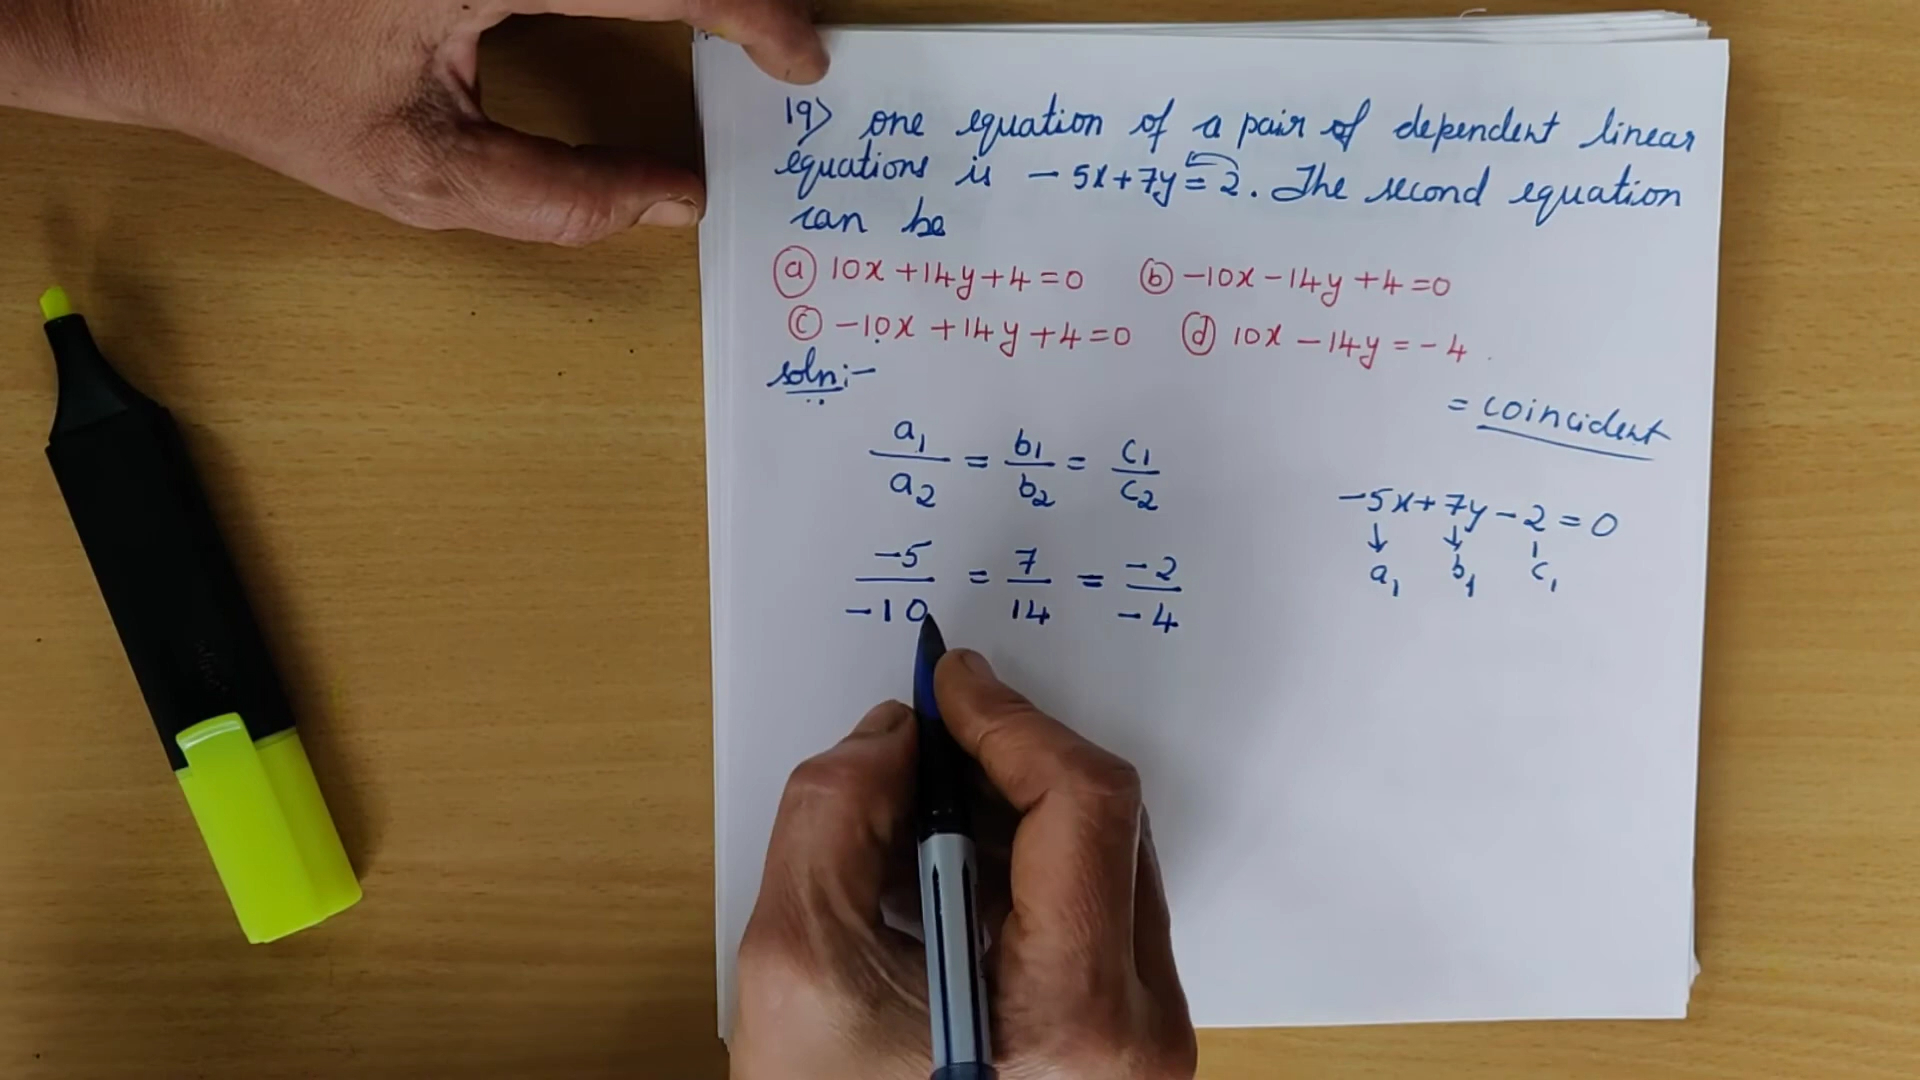 19) one equation of a pair of dependent linear
equations is -5x+7y=2. The second equation
can be
(a) 10x+14y+4=0 (b) -10x-14y+4=0
(c) -10x+14y+4=0 (d) 10x-14y=-4
soln:-
= coincident
a₁/a₂ = b₁/b₂ = c₁/c₂
-5x+7y-2=0
a₁ b₁ c₁
-5/-10 = 7/14 = -2/-4